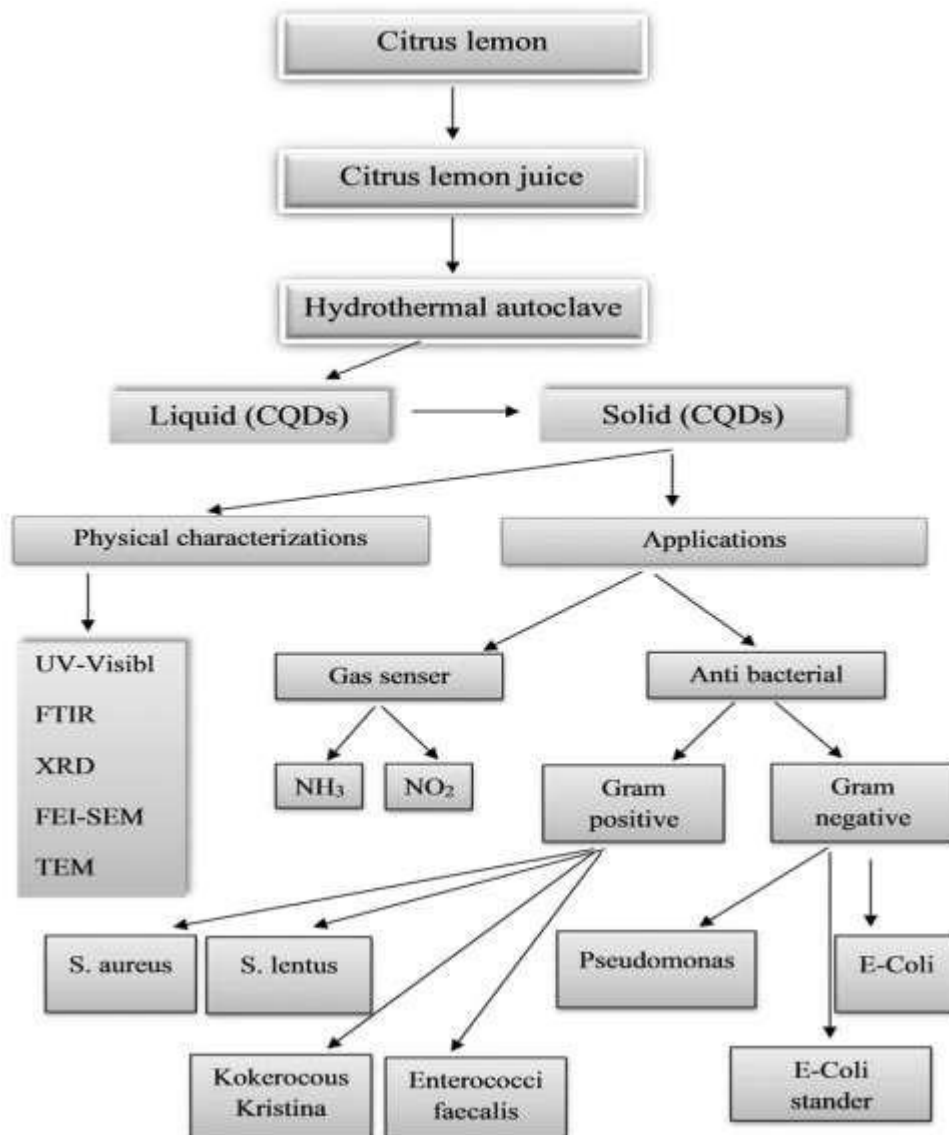 Citrus lemon
Citrus lemon juice
Hydrothermal autoclave
Liquid (CQDs)
Solid (CQDs)
Physical characterizations
Applications
UV-Visibl
FTIR
XRD
FEI-SEM
TEM
Gas senser
Anti bacterial
NH₃
NO₂
Gram
positive
Gram
negative
S. aureus
S. lentus
Pseudomonas
E-Coli
Kokerocous
Kristina
Enterococci
faecalis
E-Coli
stander